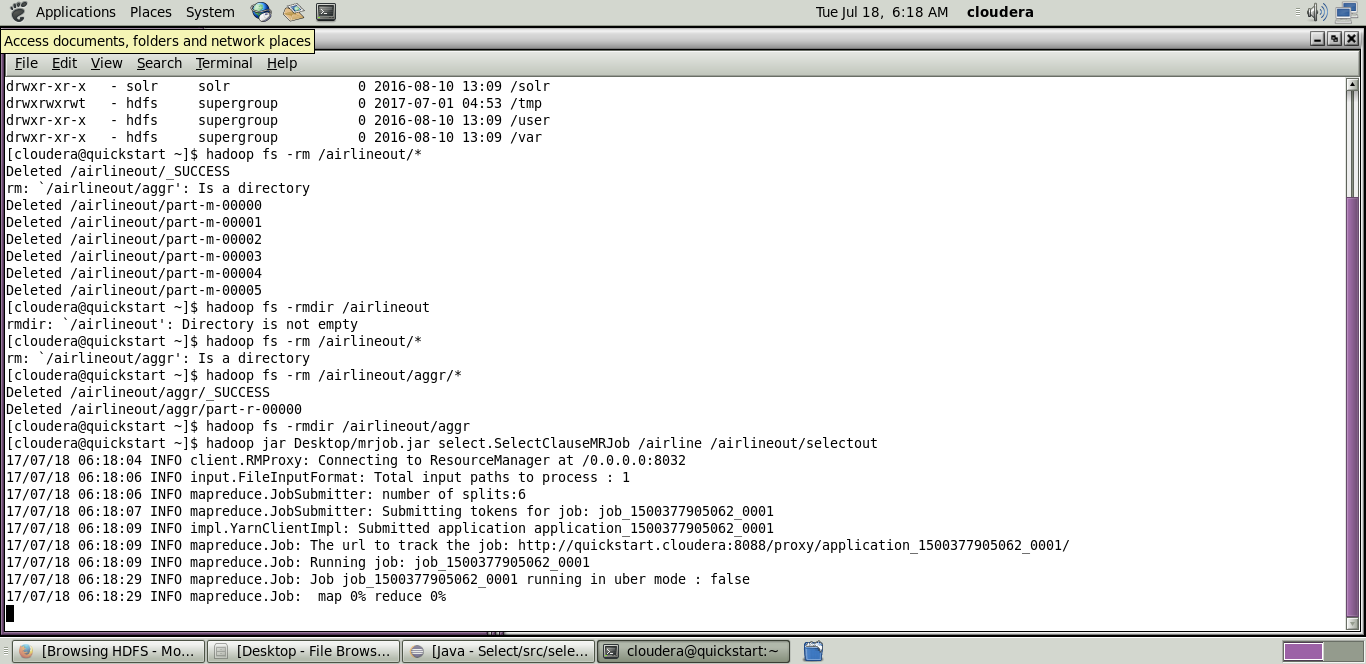 Applications Places System Tue Jul 18, 6:18 AM cloudera
Access documents, folders and network places
File Edit View Search Terminal Help
drwxr-xr-x   - solr     solr                0 2016-08-10 13:09 /solr
drwxrwxrwt   - hdfs     supergroup          0 2017-07-01 04:53 /tmp
drwxr-xr-x   - hdfs     supergroup          0 2016-08-10 13:09 /user
drwxr-xr-x   - hdfs     supergroup          0 2016-08-10 13:09 /var
[cloudera@quickstart ~]$ hadoop fs -rm /airlineout/*
Deleted /airlineout/_SUCCESS
rm: `/airlineout/aggr': Is a directory
Deleted /airlineout/part-m-00000
Deleted /airlineout/part-m-00001
Deleted /airlineout/part-m-00002
Deleted /airlineout/part-m-00003
Deleted /airlineout/part-m-00004
Deleted /airlineout/part-m-00005
[cloudera@quickstart ~]$ hadoop fs -rmdir /airlineout
rmdir: `/airlineout': Directory is not empty
[cloudera@quickstart ~]$ hadoop fs -rm /airlineout/*
rm: `/airlineout/aggr': Is a directory
[cloudera@quickstart ~]$ hadoop fs -rm /airlineout/aggr/*
Deleted /airlineout/aggr/_SUCCESS
Deleted /airlineout/aggr/part-r-00000
[cloudera@quickstart ~]$ hadoop fs -rmdir /airlineout/aggr
[cloudera@quickstart ~]$ hadoop jar Desktop/mrjob.jar select.SelectClauseMRJob /airline /airlineout/selectout
17/07/18 06:18:04 INFO client.RMProxy: Connecting to ResourceManager at /0.0.0.0:8032
17/07/18 06:18:06 INFO input.FileInputFormat: Total input paths to process : 1
17/07/18 06:18:06 INFO mapreduce.JobSubmitter: number of splits:6
17/07/18 06:18:07 INFO mapreduce.JobSubmitter: Submitting tokens for job: job_1500377905062_0001
17/07/18 06:18:09 INFO impl.YarnClientImpl: Submitted application application_1500377905062_0001
17/07/18 06:18:09 INFO mapreduce.Job: The url to track the job: http://quickstart.cloudera:8088/proxy/application_1500377905062_0001/
17/07/18 06:18:09 INFO mapreduce.Job: Running job: job_1500377905062_0001
17/07/18 06:18:29 INFO mapreduce.Job: Job job_1500377905062_0001 running in uber mode : false
17/07/18 06:18:29 INFO mapreduce.Job:  map 0% reduce 0%
[Browsing HDFS - Mo... [Desktop - File Brows... [Java - Select/src/sele... cloudera@quickstart:~